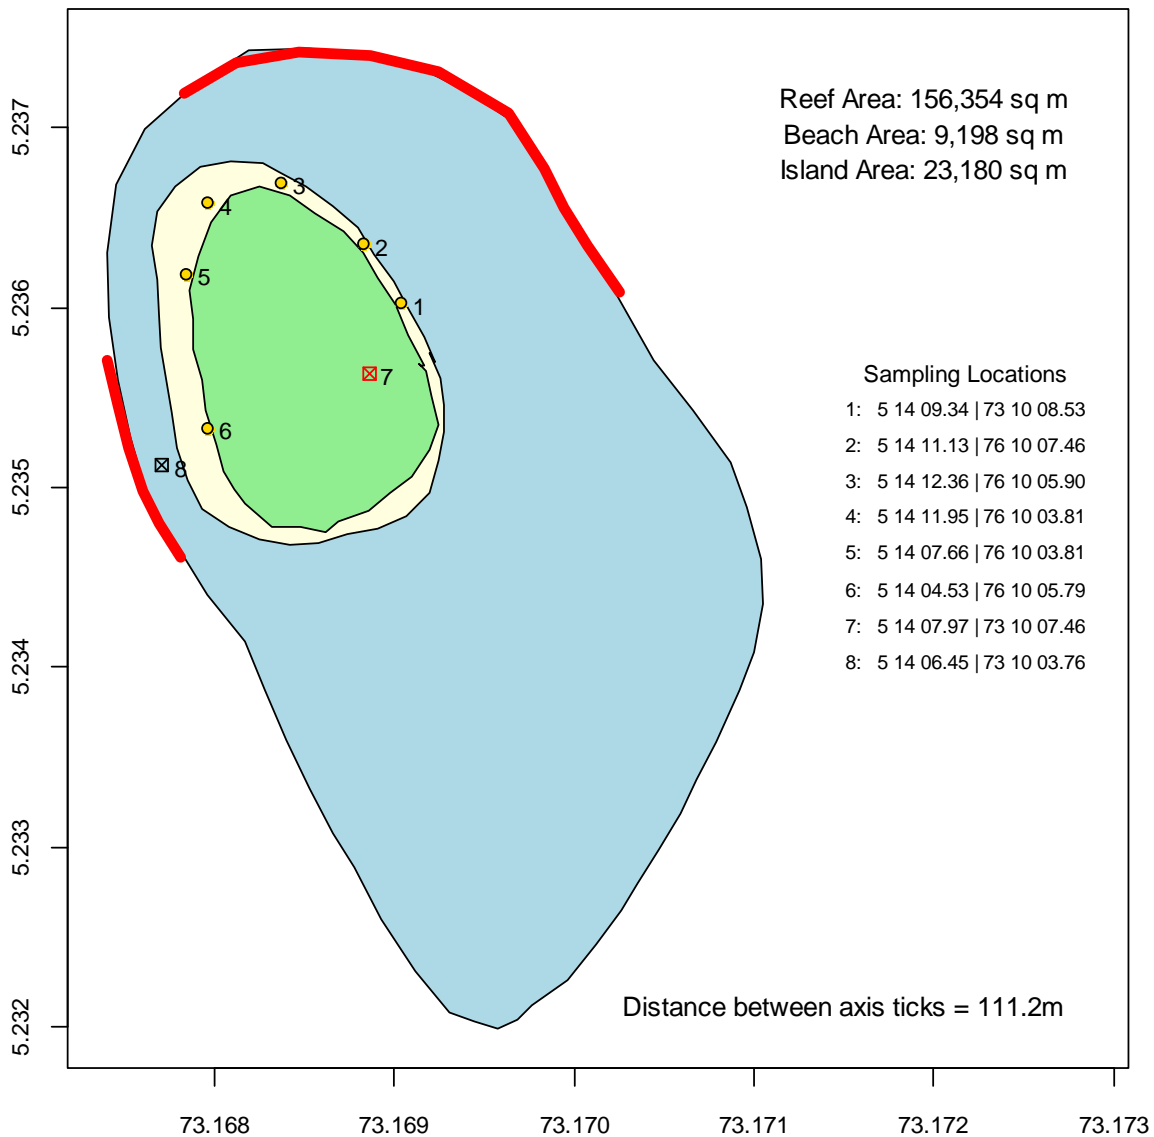 Reef Area: 156,354 sq m
Beach Area: 9,198 sq m
Island Area: 23,180 sq m
5.237
5.236
5.235
5.234
5.233
5.232
3
4
2
5
1
7
6
8
Sampling Locations
1: 5 14 09.34 | 73 10 08.53
2: 5 14 11.13 | 76 10 07.46
3: 5 14 12.36 | 76 10 05.90
4: 5 14 11.95 | 76 10 03.81
5: 5 14 07.66 | 76 10 03.81
6: 5 14 04.53 | 76 10 05.79
7: 5 14 07.97 | 73 10 07.46
8: 5 14 06.45 | 73 10 03.76
Distance between axis ticks = 111.2m
73.168 73.169 73.170 73.171 73.172 73.173